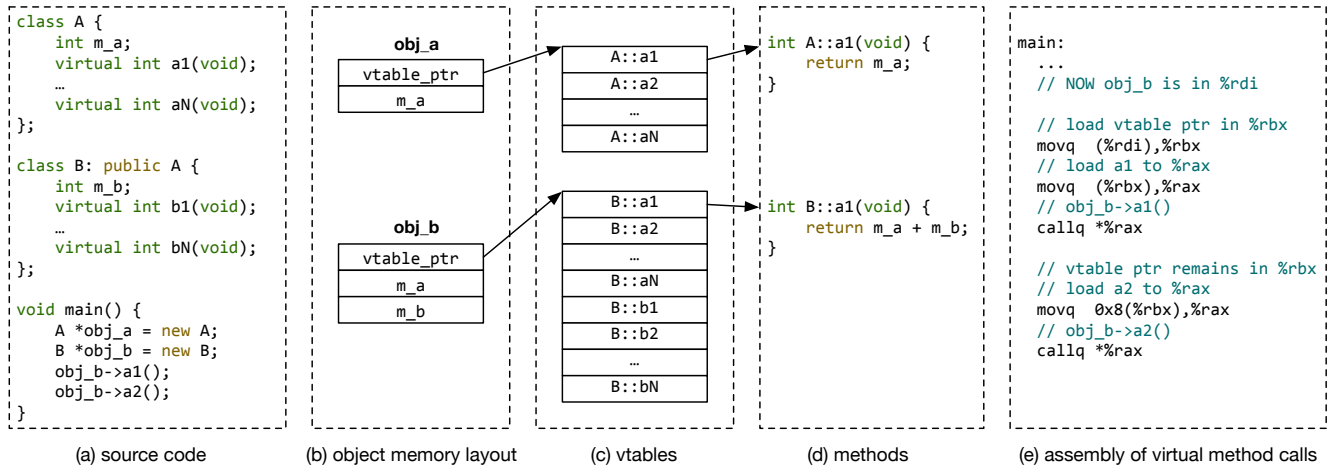 class A {
int m_a;
virtual int a1(void);
…
virtual int aN(void);
};
class B: public A {
int m_b;
virtual int b1(void);
…
virtual int bN(void);
};
void main() {
A *obj_a = new A;
B *obj_b = new B;
obj_b->a1();
obj_b->a2();
}
(a) source code
obj_a
vtable_ptr
m_a
obj_b
vtable_ptr
m_a
m_b
(b) object memory layout
A::a1
A::a2
…
A::aN
B::a1
B::a2
…
B::aN
B::b1
B::b2
…
B::bN
(c) vtables
int A::a1(void) {
return m_a;
}
int B::a1(void) {
return m_a + m_b;
}
(d) methods
main:
...
// NOW obj_b is in %rdi
// load vtable ptr in %rbx
movq (%rdi),%rbx
// load a1 to %rax
movq (%rbx),%rax
// obj_b->a1()
callq *%rax
// vtable ptr remains in %rbx
// load a2 to %rax
movq 0x8(%rbx),%rax
// obj_b->a2()
callq *%rax
(e) assembly of virtual method calls